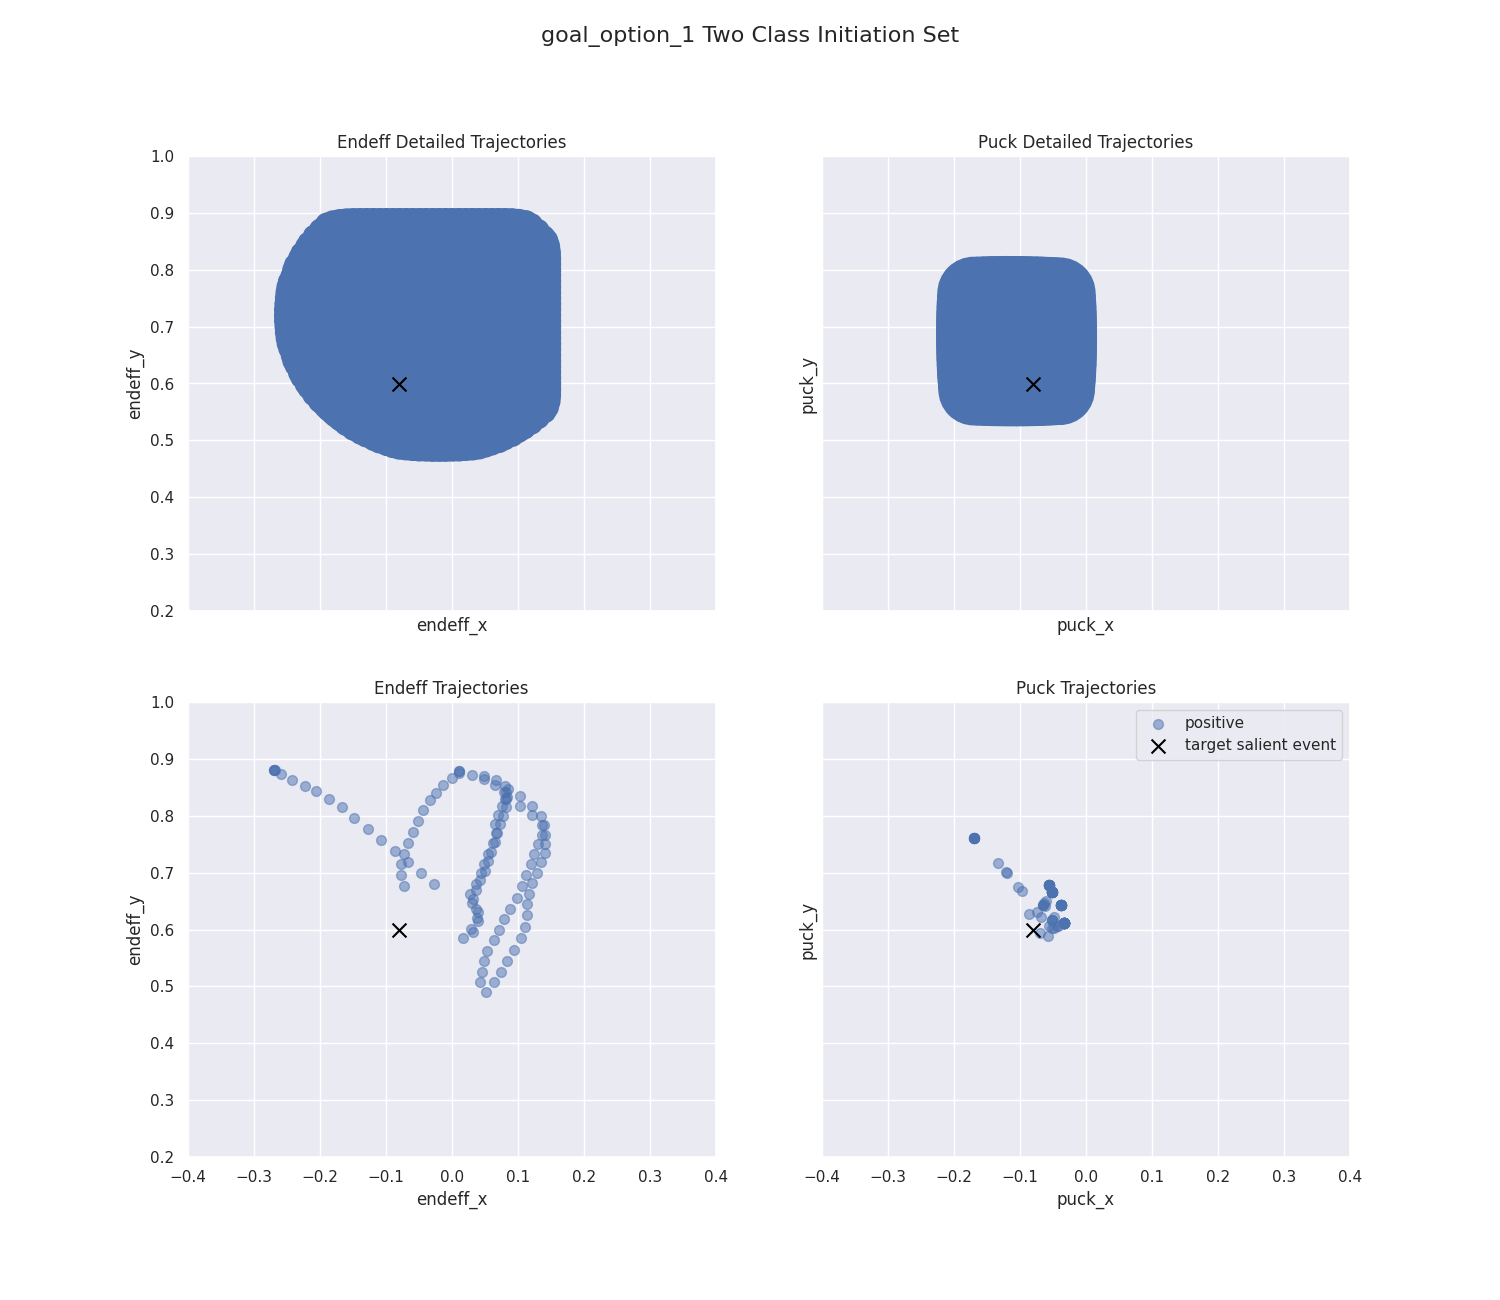 goal_option_1 Two Class Initiation Set
Endeff Detailed Trajectories
Puck Detailed Trajectories
1.0
0.9
0.8
0.7
0.6
0.5
0.4
0.3
0.2
endeff_y
puck_y
endeff_x
puck_x
Endeff Trajectories
Puck Trajectories
1.0
0.9
0.8
0.7
0.6
0.5
0.4
0.3
0.2
endeff_y
puck_y
positive
target salient event
−0.4 −0.3 −0.2 −0.1 0.0 0.1 0.2 0.3 0.4
−0.4 −0.3 −0.2 −0.1 0.0 0.1 0.2 0.3 0.4
endeff_x
puck_x